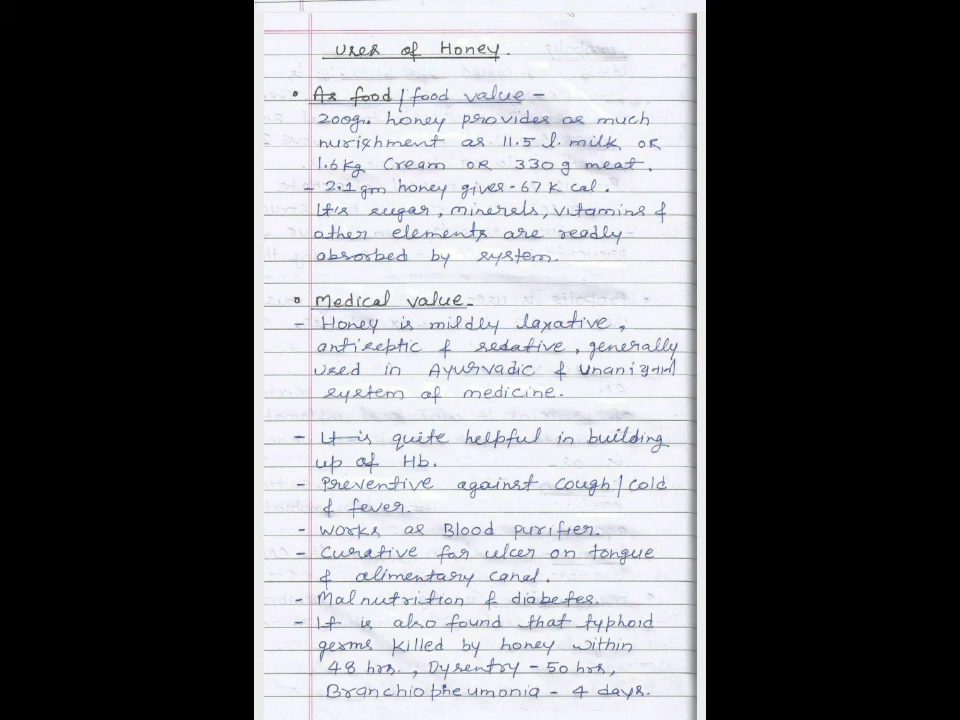 Uses of Honey.
• As food/food value –
200gr. honey provides as much
nurishment as 11.5 l. milk OR
1.6 kg Cream OR 330 g meat.
– 2.1 gm honey gives - 67 K cal.
It's sugar, minerals, vitamins &
other elements are readly
absorbed by system.
• Medical value -
– Honey is mildly laxative,
antiseptic & sedative, generally
used in Ayurvadic & Unani यूनानी
system of medicine.
– It is quite helpful in building
up of Hb.
– Preventive against cough/cold
& fever.
– Works as Blood purifier.
– Curative for ulcer on tongue
& alimentary canal.
– Malnutrition & diabetes.
– It is also found that typhoid
germs killed by honey within
48 hrs., Dysentry – 50 hrs,
Branchiopheumonia – 4 days.